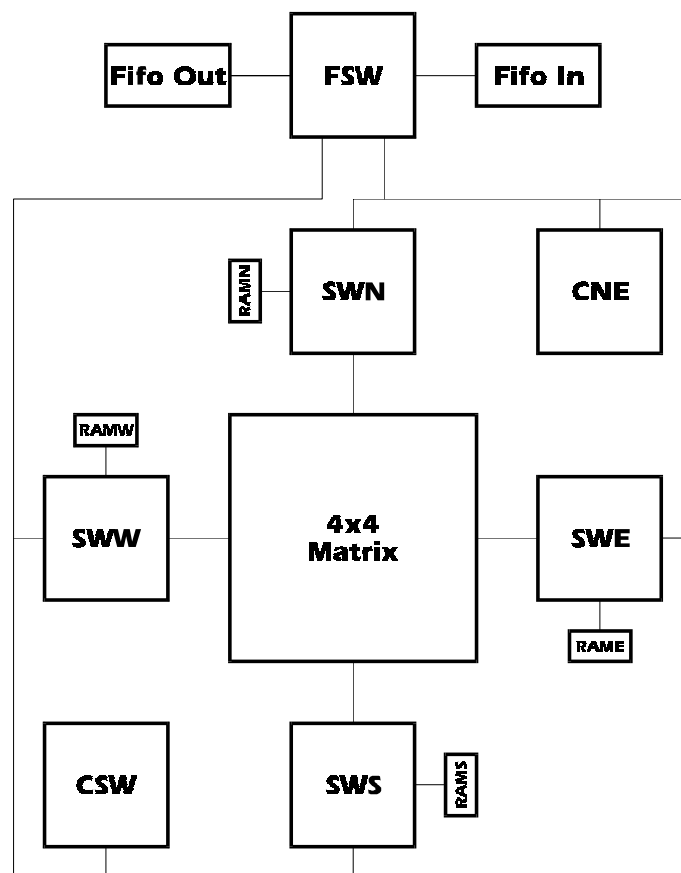 Fifo Out
FSW
Fifo In
RAMN
SWN
CNE
RAMW
SWW
4x4
Matrix
SWE
RAME
CSW
SWS
RAMS